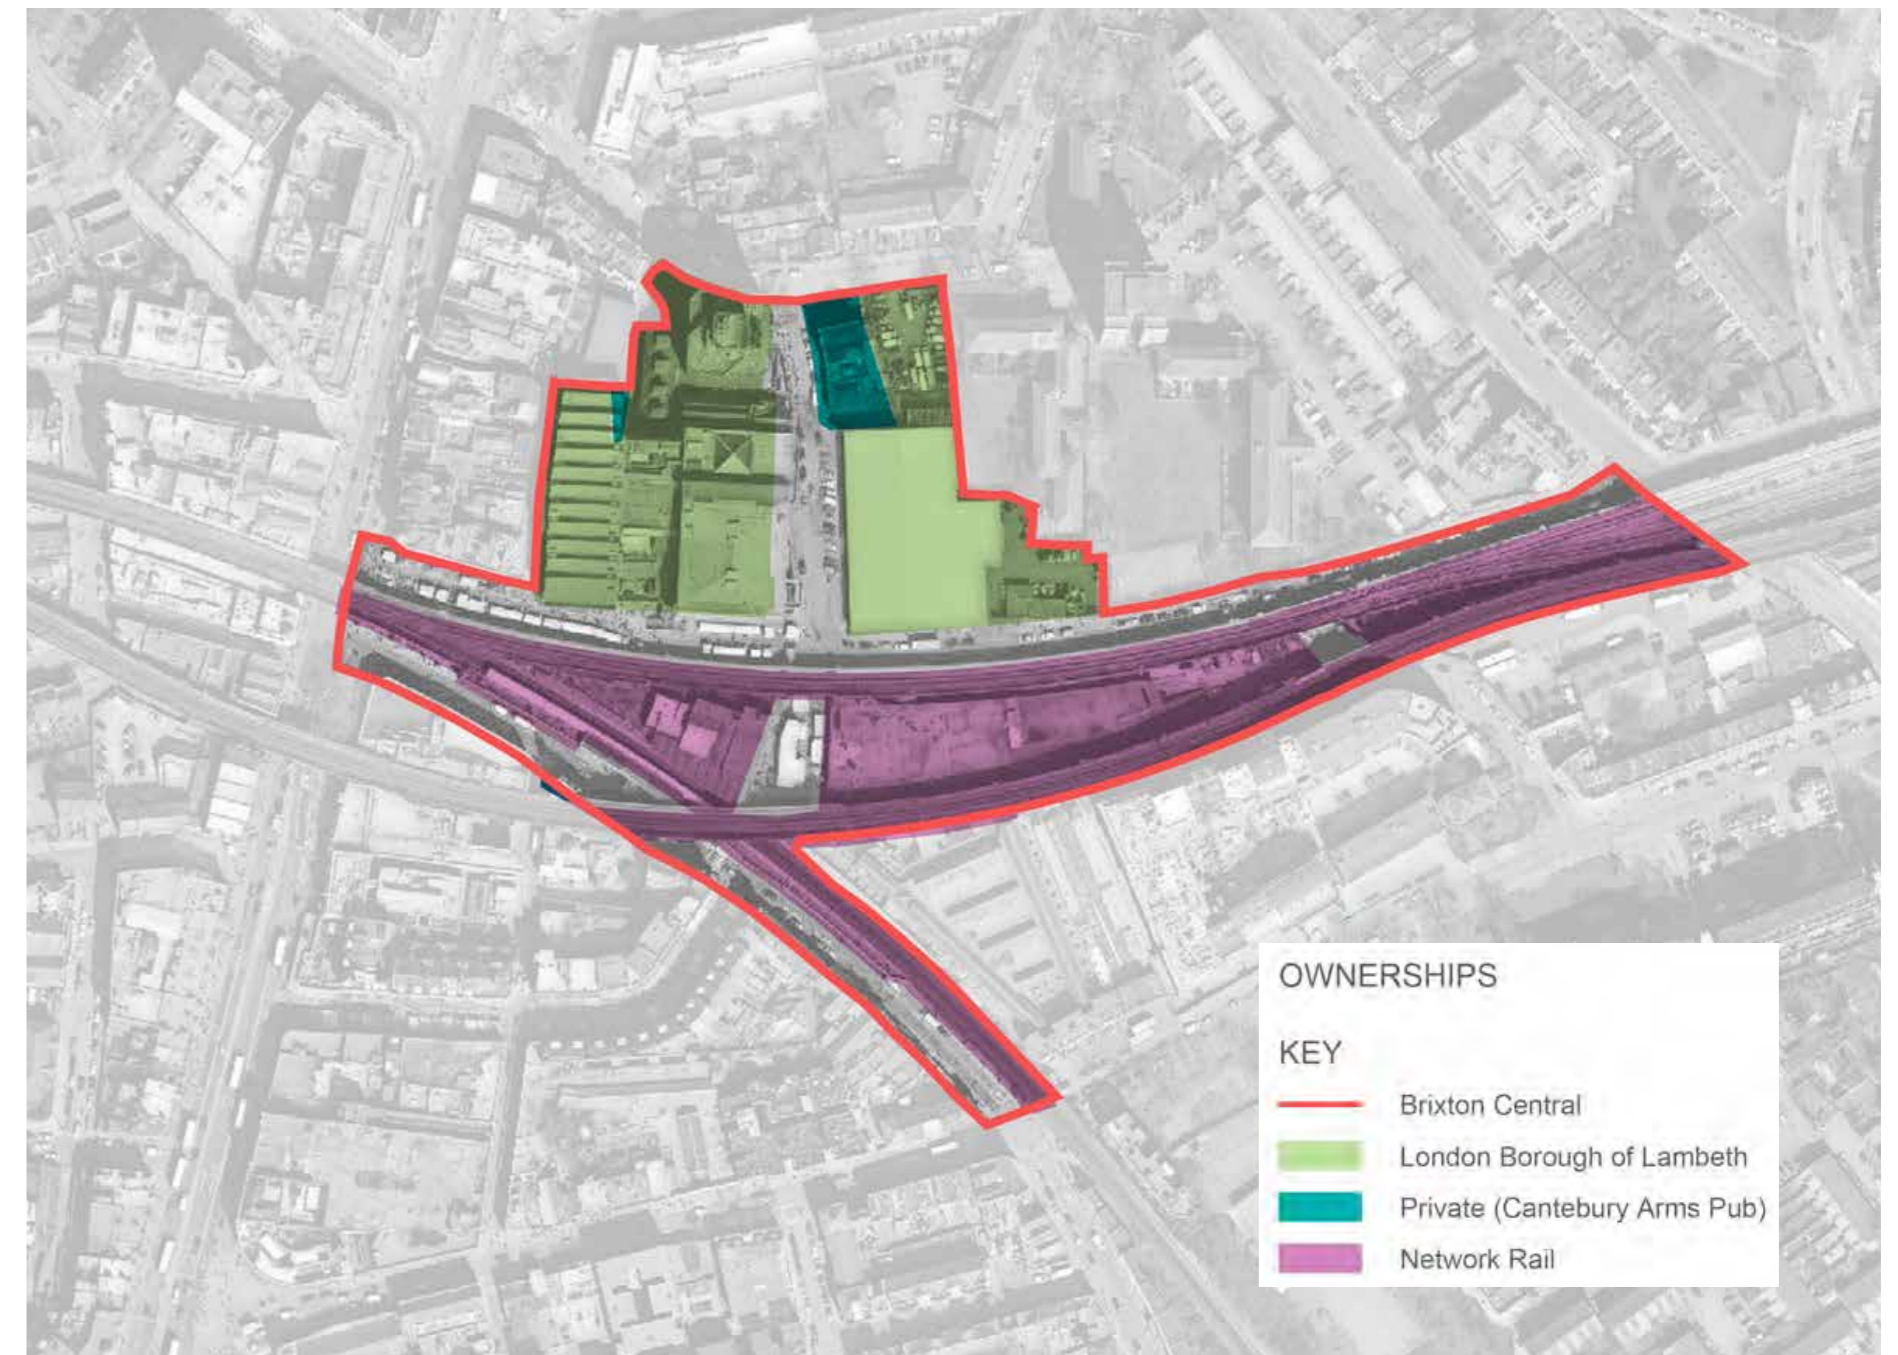 OWNERSHIPS
KEY
Brixton Central
London Borough of Lambeth
Private (Cantebury Arms Pub)
Network Rail